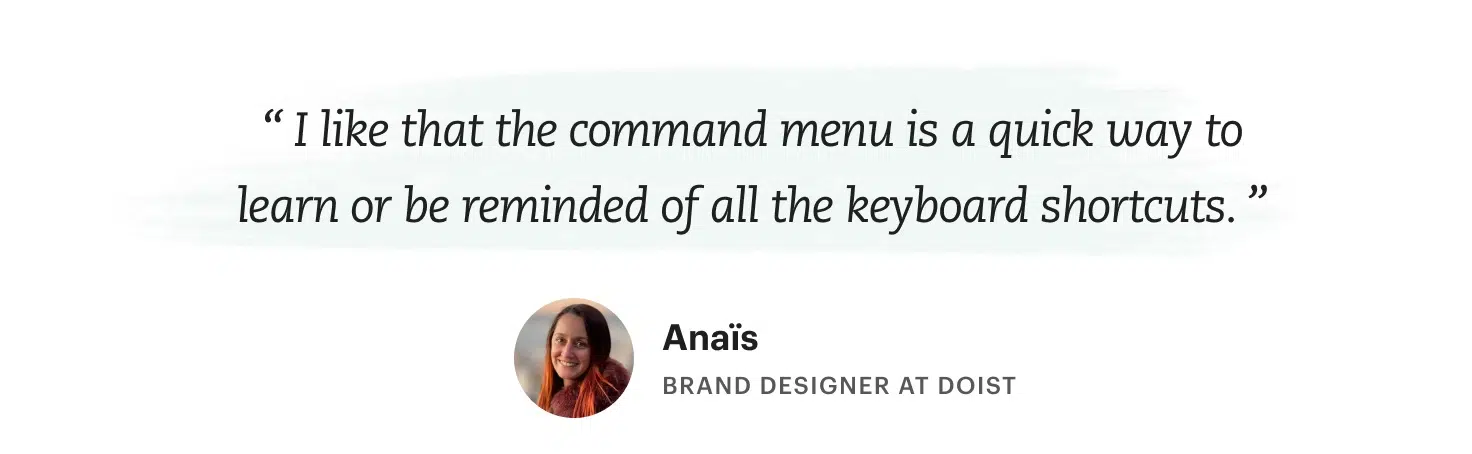 “ I like that the command menu is a quick way to
learn or be reminded of all the keyboard shortcuts. ”
Anaïs
BRAND DESIGNER AT DOIST